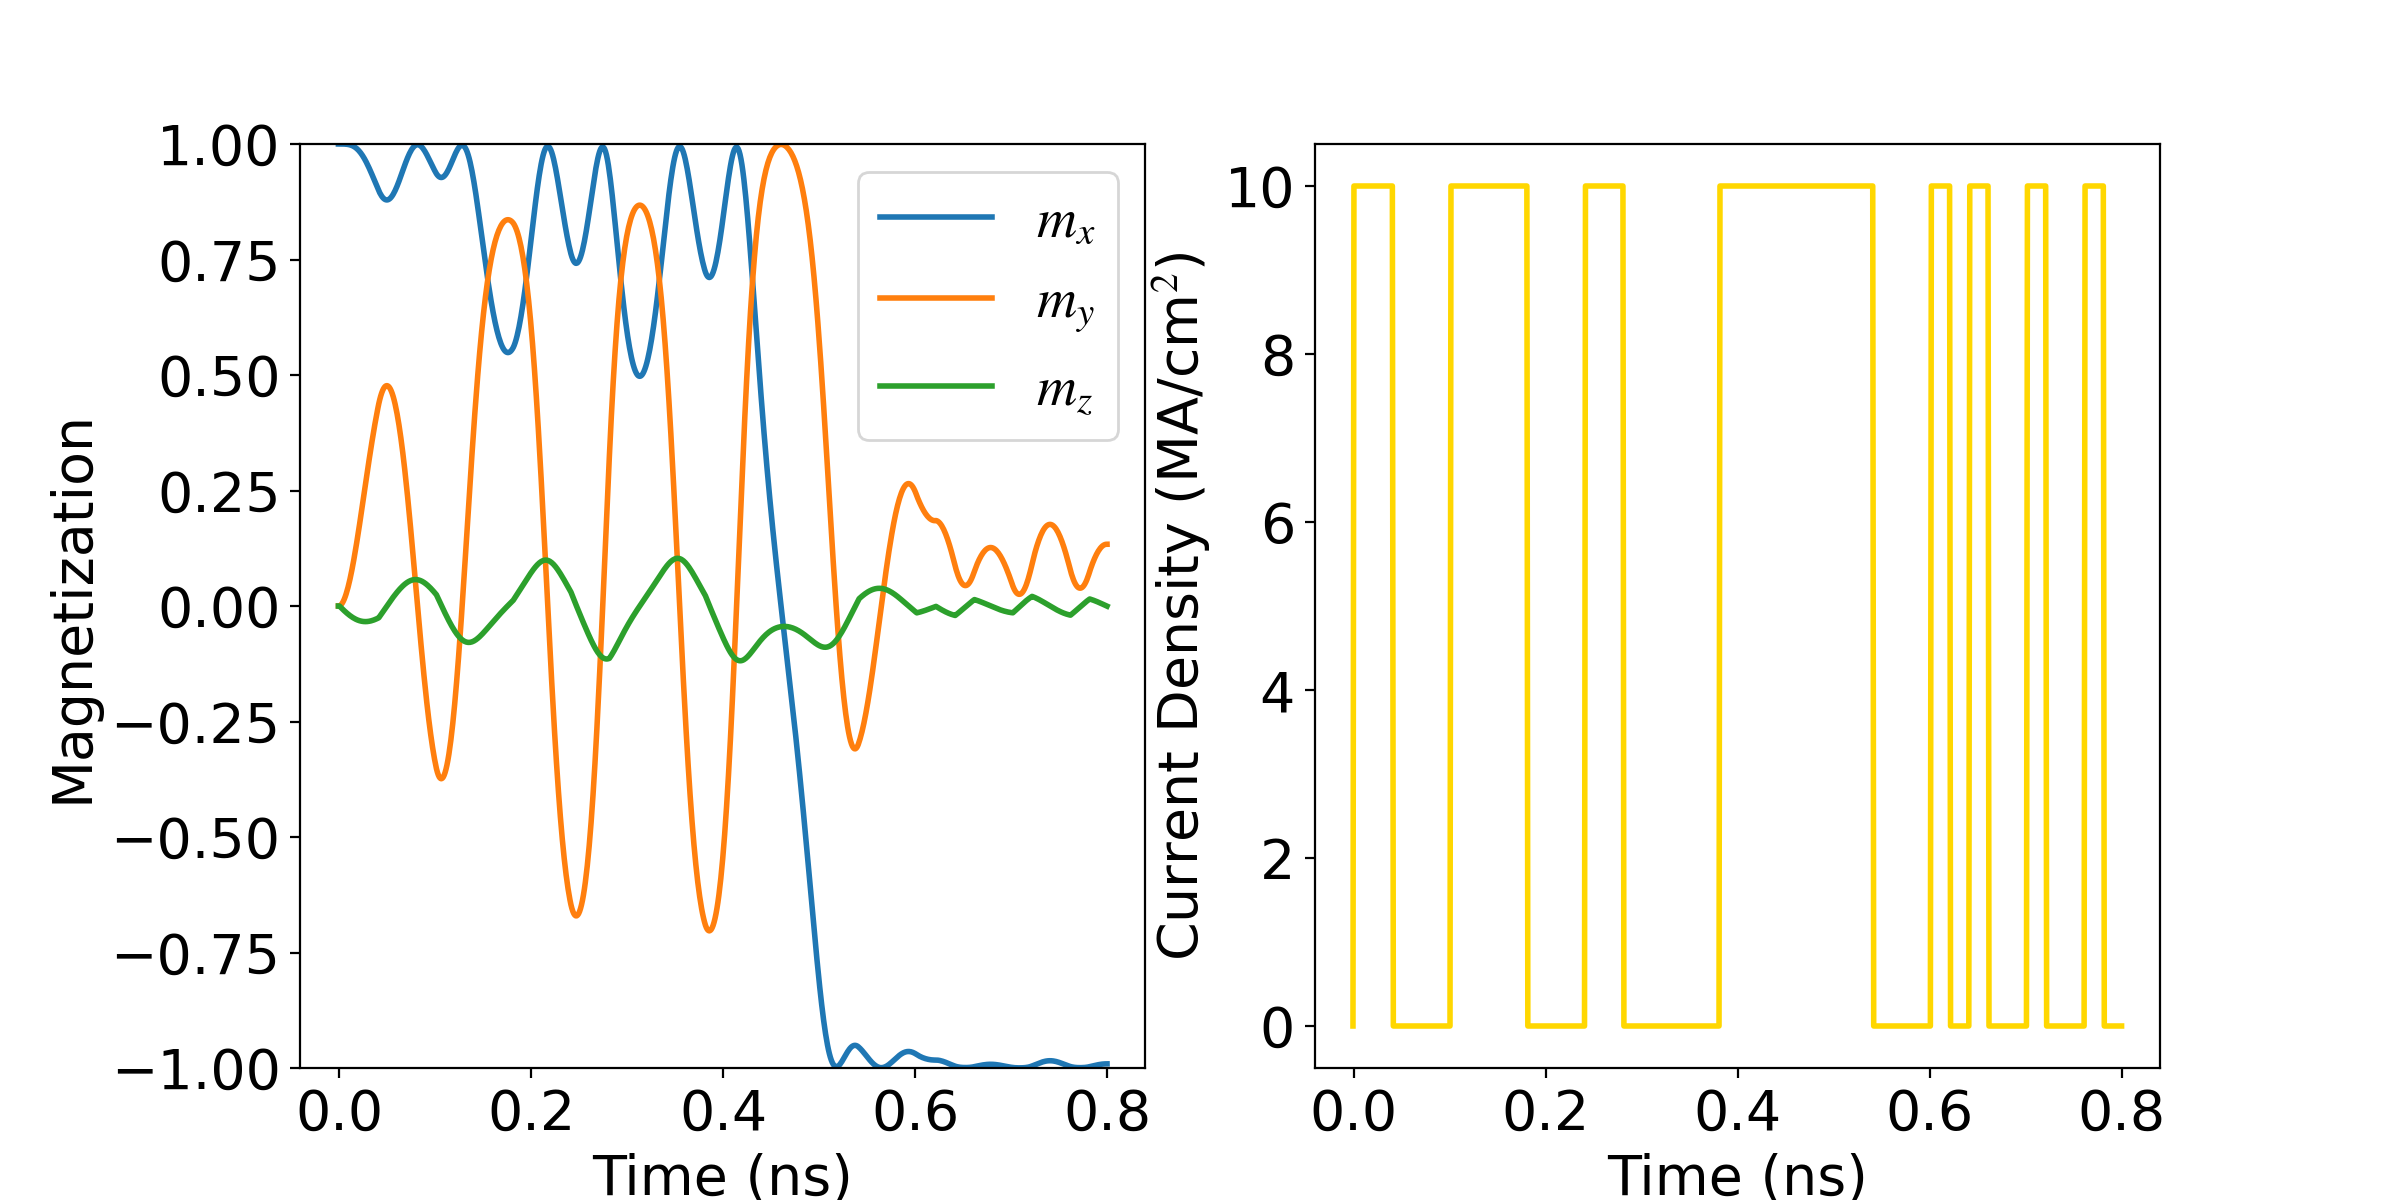 Magnetization
1.00
0.75
0.50
0.25
0.00
−0.25
−0.50
−0.75
−1.00
0.0 0.2 0.4 0.6 0.8
Time (ns)
m_x
m_y
m_z
Current Density (MA/cm²)
10
8
6
4
2
0
0.0 0.2 0.4 0.6 0.8
Time (ns)